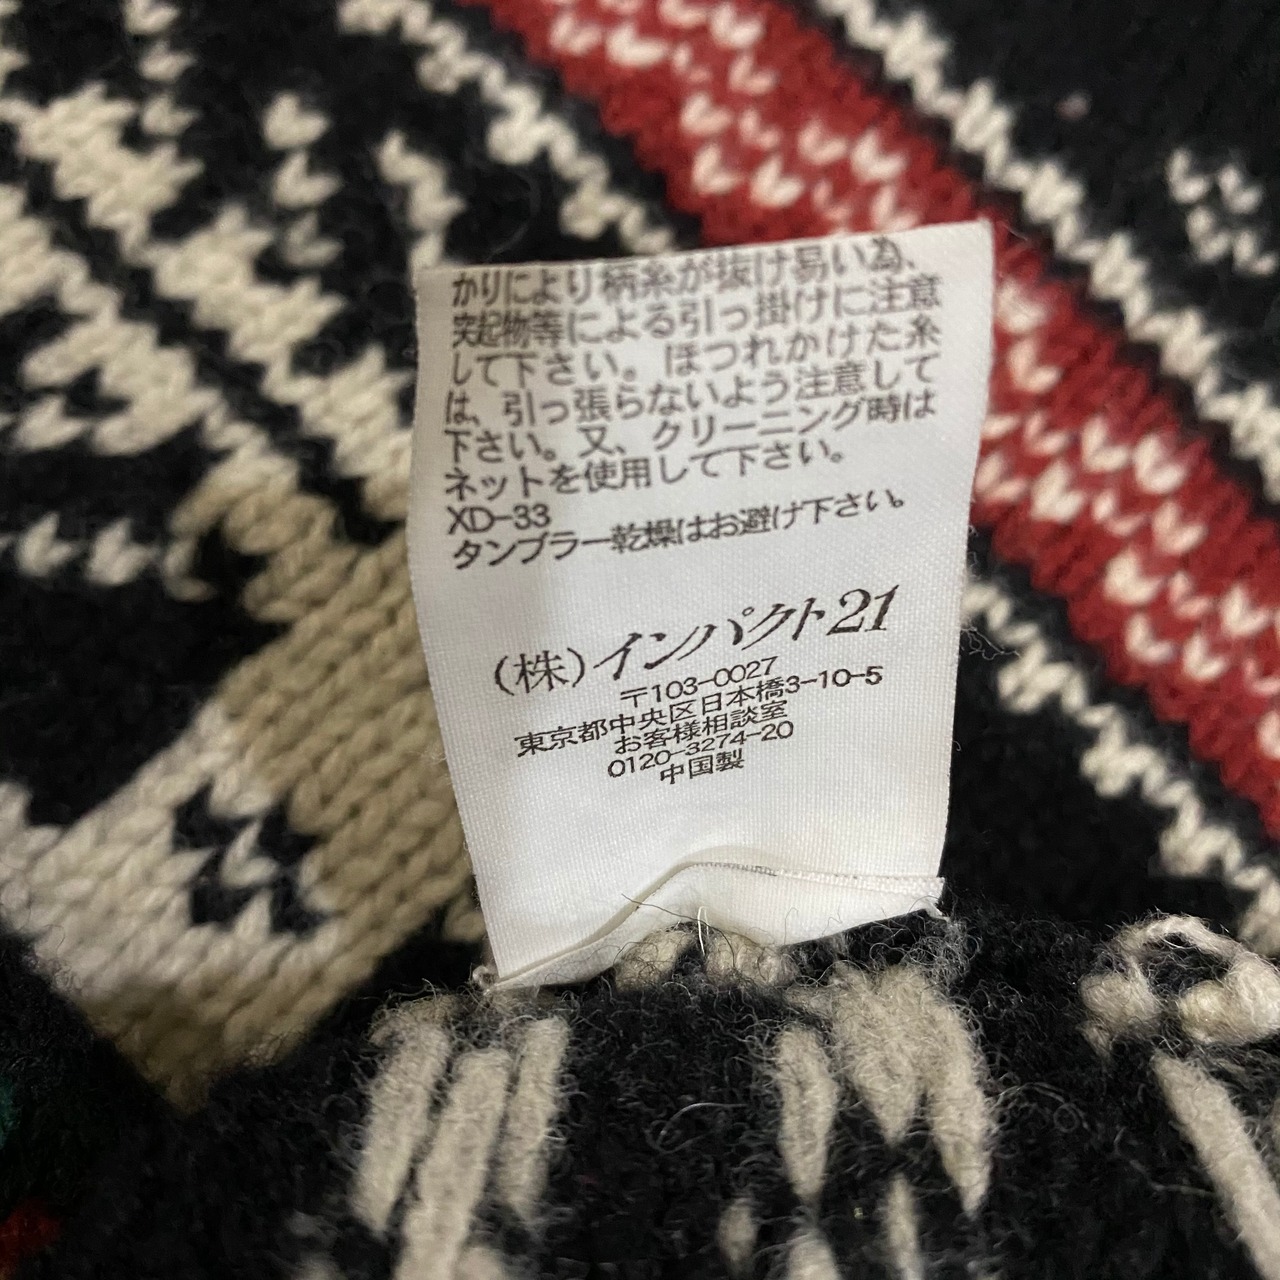 かりにより柄糸が抜け易い為、
突起物等による引っ掛けに注意
して下さい。ほつれかけた糸
は、引っ張らないよう注意して
下さい。又、クリーニング時は
ネットを使用して下さい。
XD-33
タンブラー乾燥はお避け下さい。
(株)インパクト21
〒103-0027
東京都中央区日本橋3-10-5
お客様相談室
0120-3274-20
中国製